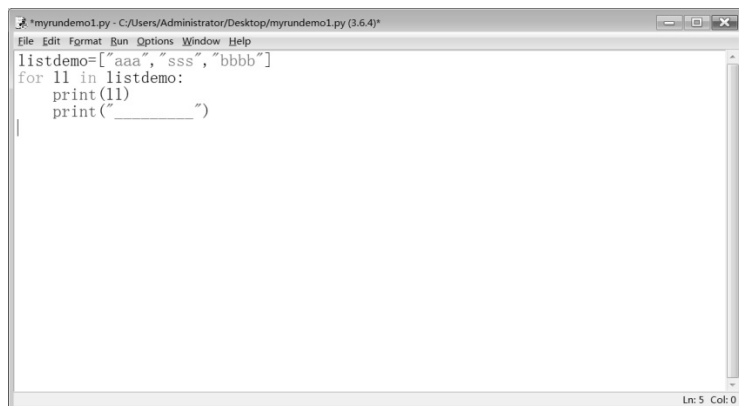 *myrundemo1.py - C:/Users/Administrator/Desktop/myrundemo1.py (3.6.4)*
File Edit Format Run Options Window Help
listdemo=["aaa","sss","bbbb"]
for ll in listdemo:
    print(ll)
    print("_________")
Ln: 5 Col: 0